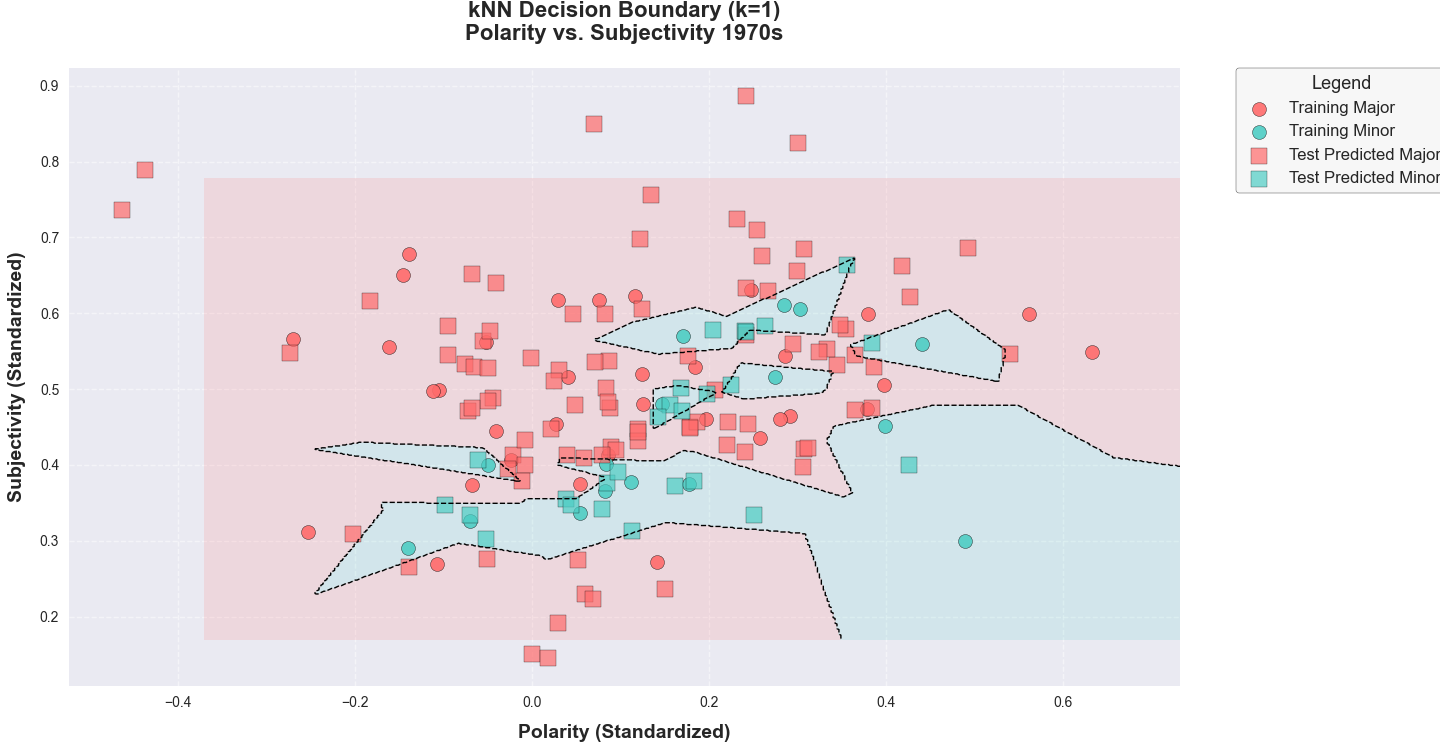 kNN Decision Boundary (k=1)
Polarity vs. Subjectivity 1970s
Legend
Training Major
Training Minor
Test Predicted Major
Test Predicted Minor
Subjectivity (Standardized)
0.9
0.8
0.7
0.6
0.5
0.4
0.3
0.2
−0.4
−0.2
0.0
0.2
0.4
0.6
Polarity (Standardized)